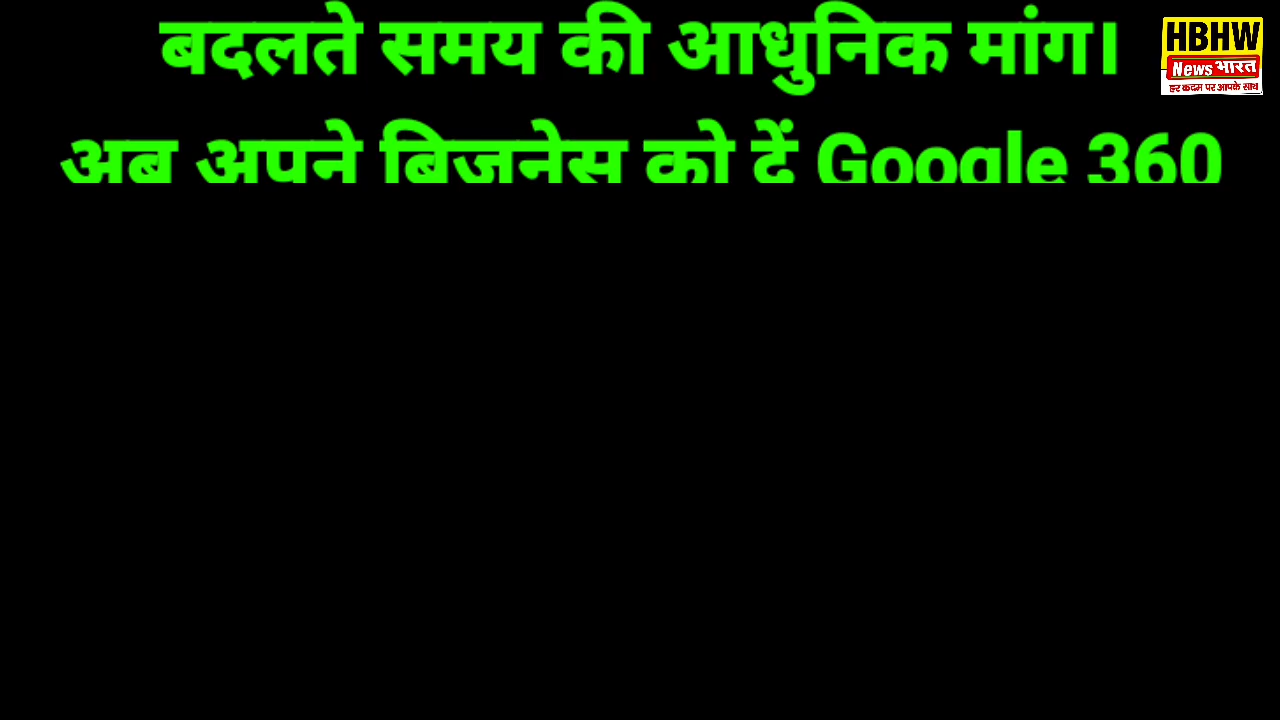 बदलते समय की आधुनिक मांग।
HBHW
News भारत
हर कदम पर आपके साथ
अब अपने बिजनेस को दें Google 360